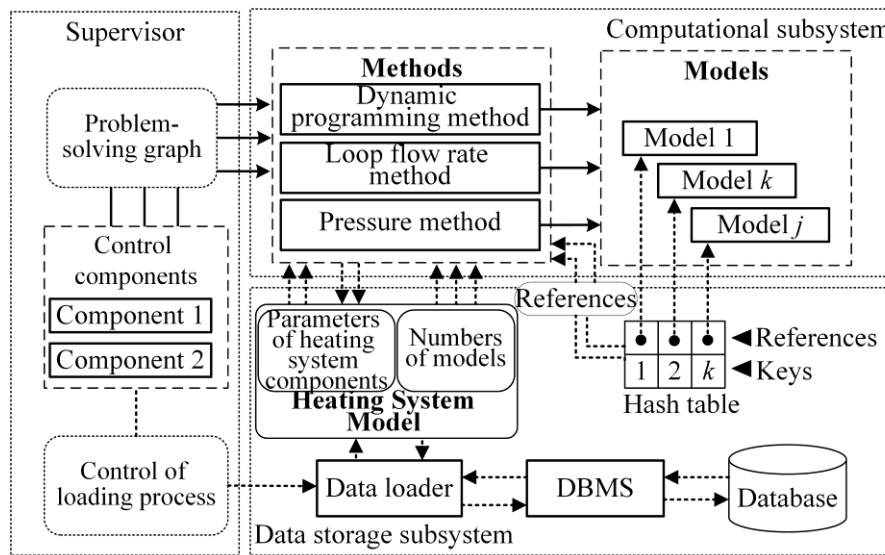 Supervisor
Problem-
solving graph
Control
components
Component 1
Component 2
Control of
loading process
Computational subsystem
Methods
Dynamic
programming method
Loop flow rate
method
Pressure method
Models
Model 1
Model k
Model j
References
Parameters
of heating
system
components
Numbers
of models
Heating System
Model
References
1 2 k
Keys
Hash table
Data loader
DBMS
Database
Data storage subsystem